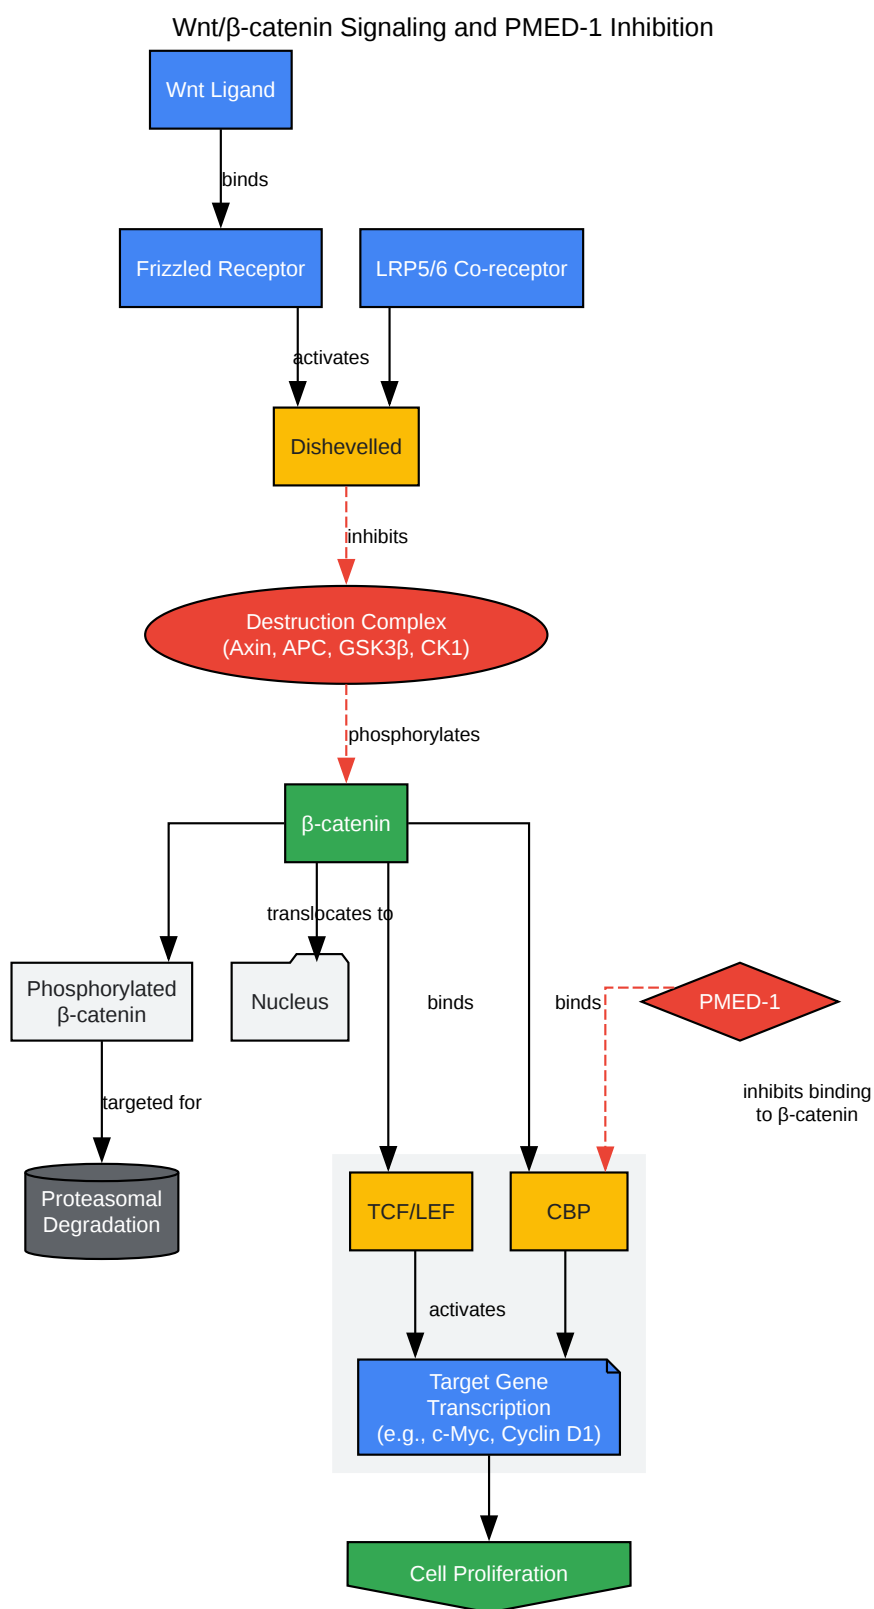 Wnt/β-catenin Signaling and PMED-1 Inhibition
Wnt Ligand
binds
Frizzled Receptor
LRP5/6 Co-receptor
activates
Dishevelled
inhibits
Destruction Complex
(Axin, APC, GSK3β, CK1)
phosphorylates
β-catenin
translocates to
Phosphorylated
β-catenin
Nucleus
binds
binds
PMED-1
targeted for
inhibits binding
to β-catenin
Proteasomal
Degradation
TCF/LEF
CBP
activates
Target Gene
Transcription
(e.g., c-Myc, Cyclin D1)
Cell Proliferation